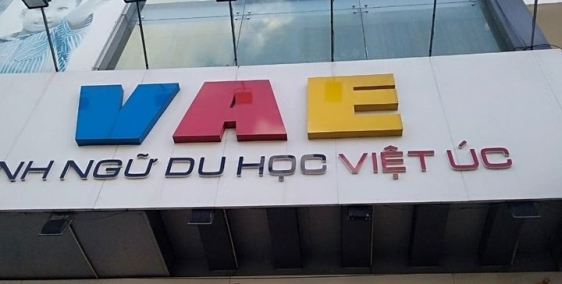 VAE
NH NGỮ DU HỌC VIỆT ÚC